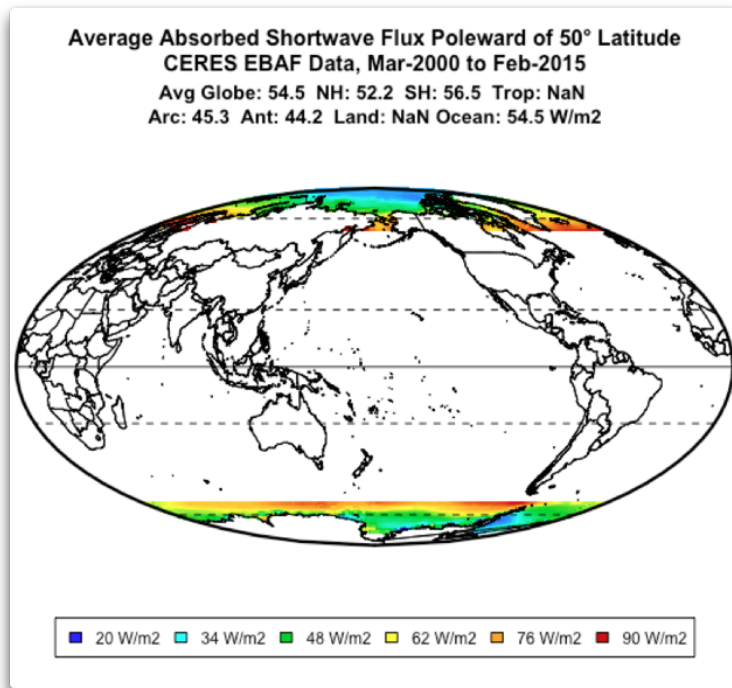 Average Absorbed Shortwave Flux Poleward of 50° Latitude
CERES EBAF Data, Mar-2000 to Feb-2015
Avg Globe: 54.5 NH: 52.2 SH: 56.5 Trop: NaN
Arc: 45.3 Ant: 44.2 Land: NaN Ocean: 54.5 W/m2
20 W/m2 34 W/m2 48 W/m2 62 W/m2 76 W/m2 90 W/m2